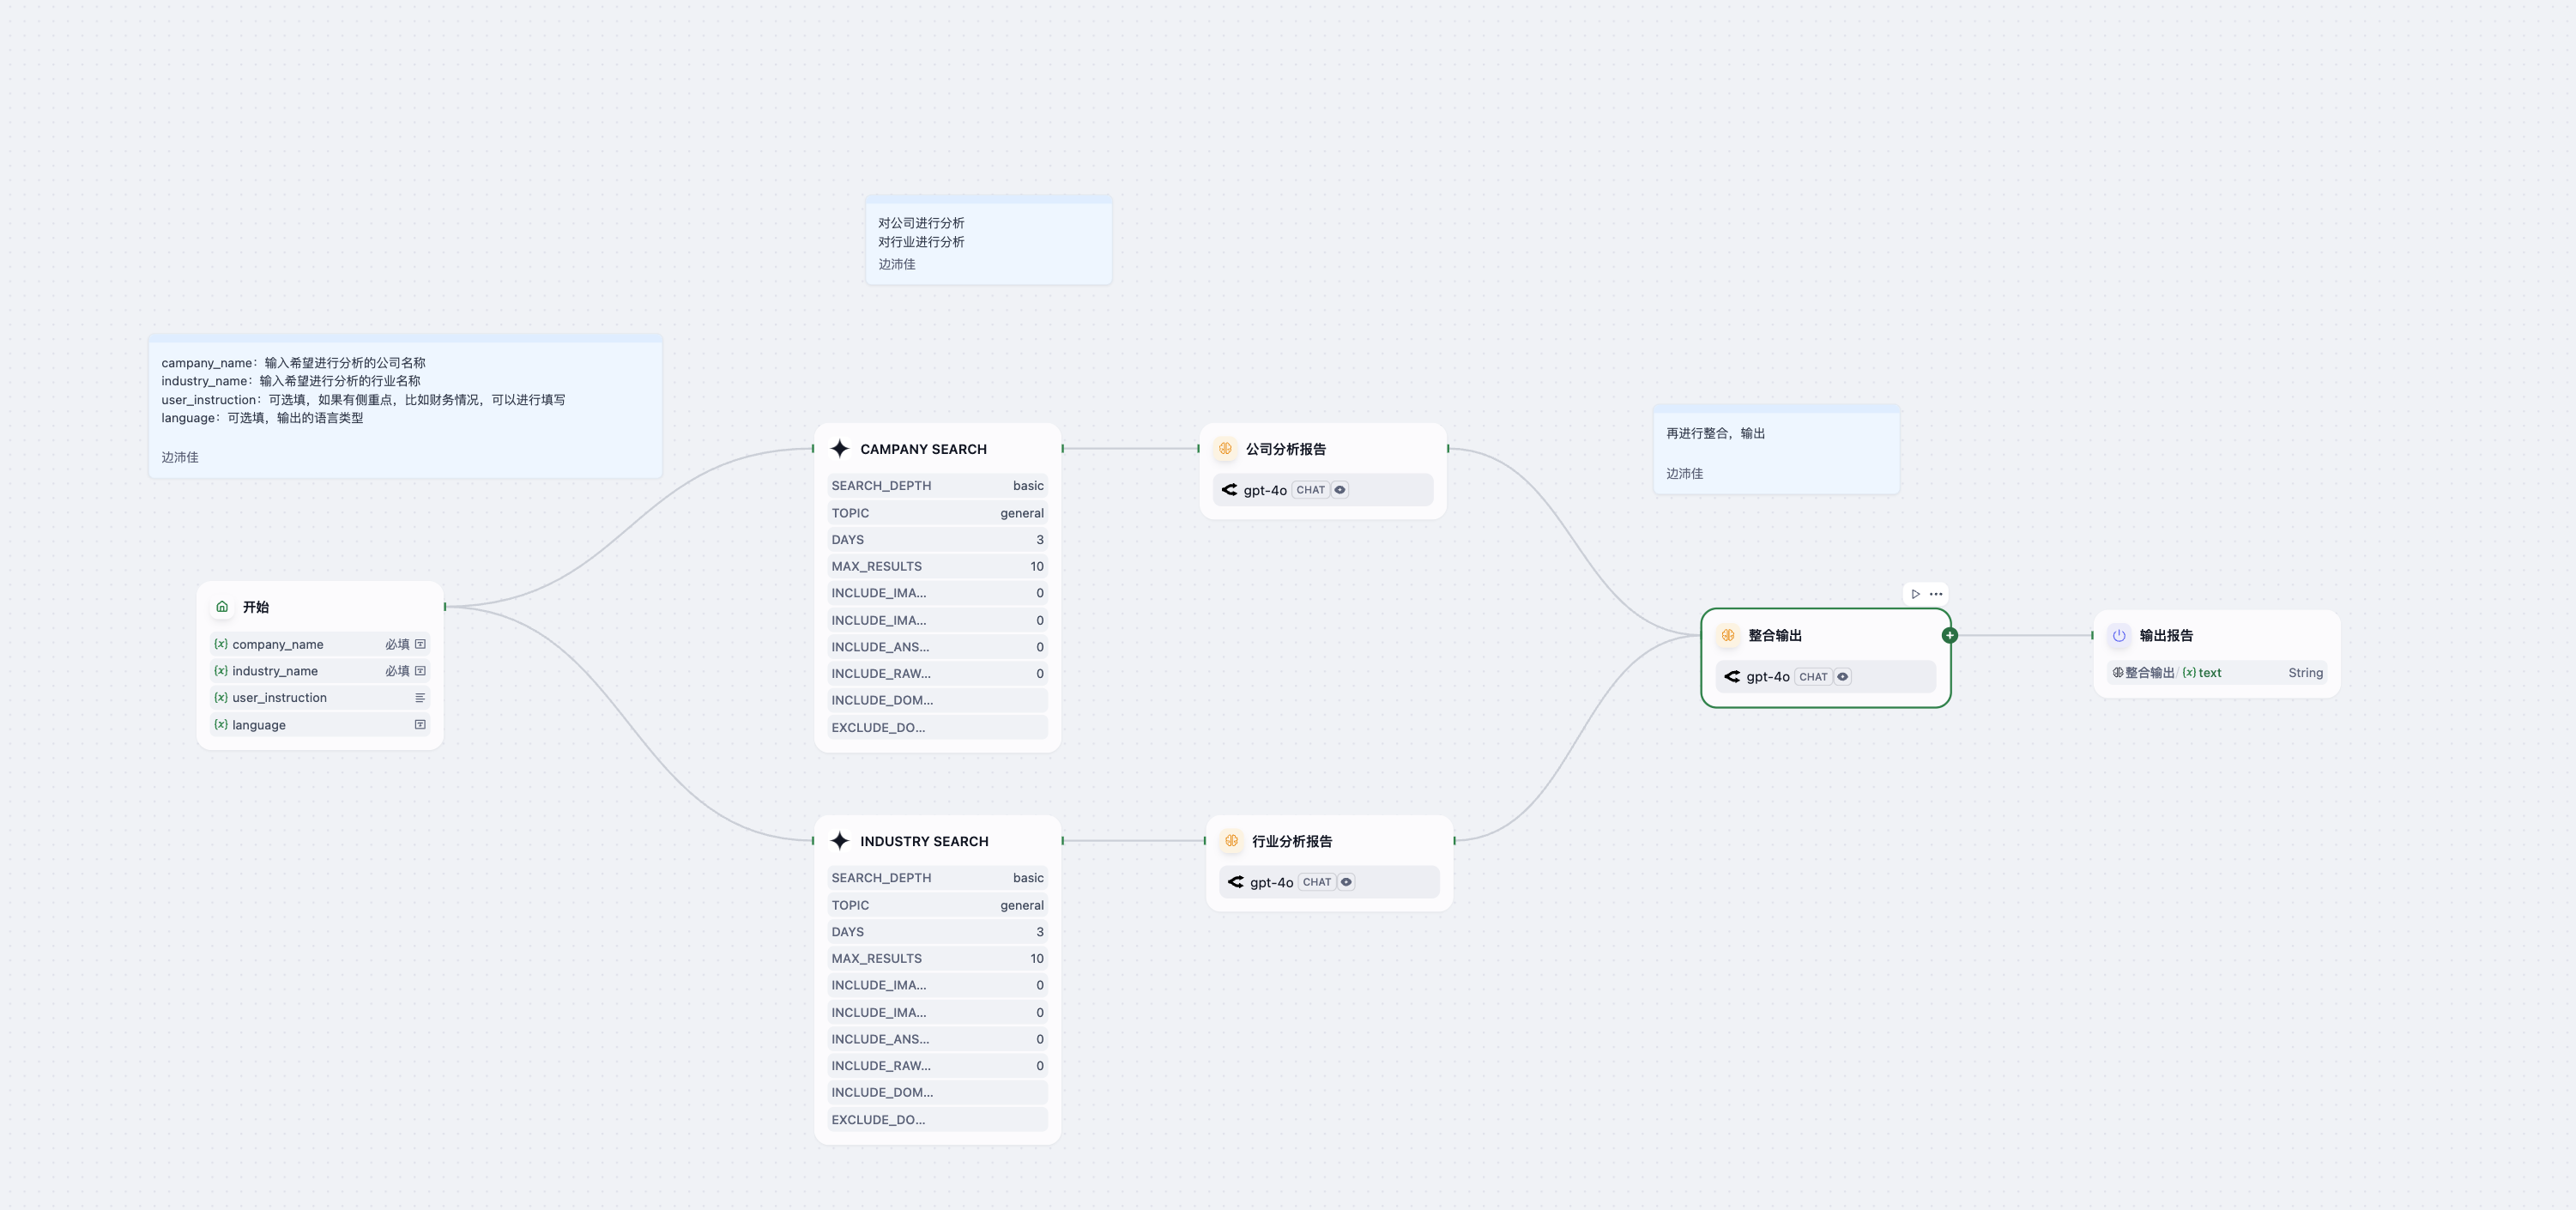 对公司进行分析
对行业进行分析
边沛佳
campany_name：输入希望进行分析的公司名称
industry_name：输入希望进行分析的行业名称
user_instruction：可选填，如果有侧重点，比如财务情况，可以进行填写
language：可选填，输出的语言类型
边沛佳
开始
{x} company_name 必填
{x} industry_name 必填
{x} user_instruction
{x} language
CAMPANY SEARCH
SEARCH_DEPTH basic
TOPIC general
DAYS 3
MAX_RESULTS 10
INCLUDE_IMA... 0
INCLUDE_IMA... 0
INCLUDE_ANS... 0
INCLUDE_RAW... 0
INCLUDE_DOM...
EXCLUDE_DO...
公司分析报告
gpt-4o CHAT
INDUSTRY SEARCH
SEARCH_DEPTH basic
TOPIC general
DAYS 3
MAX_RESULTS 10
INCLUDE_IMA... 0
INCLUDE_IMA... 0
INCLUDE_ANS... 0
INCLUDE_RAW... 0
INCLUDE_DOM...
EXCLUDE_DO...
行业分析报告
gpt-4o CHAT
再进行整合，输出
边沛佳
整合输出
gpt-4o CHAT
输出报告
整合输出/{x} text String